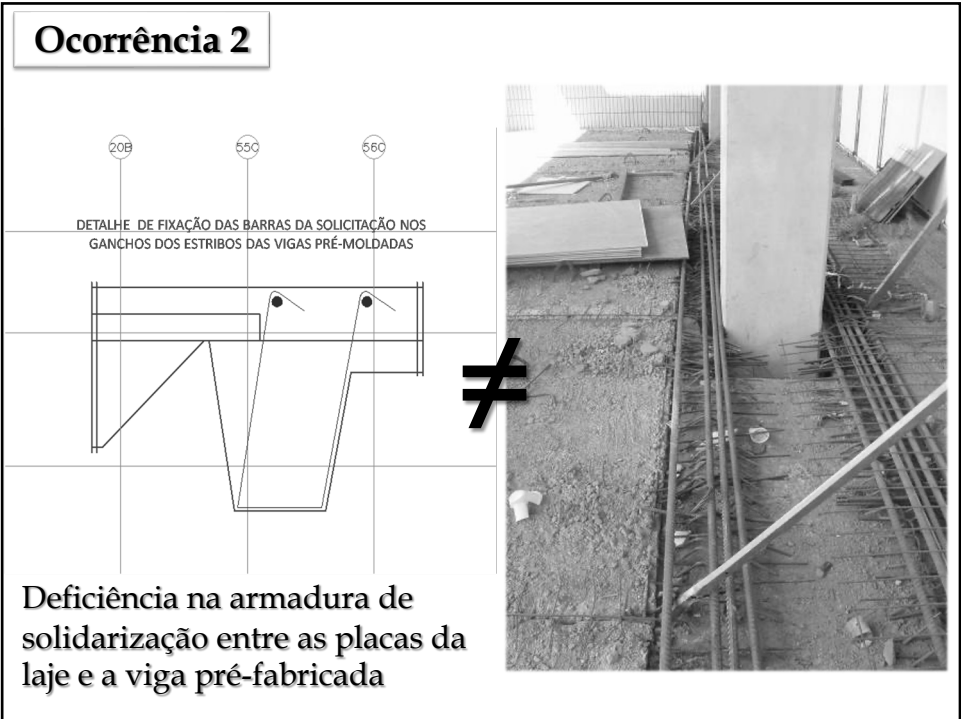 Ocorrência 2
20B 55C 56C
DETALHE DE FIXAÇÃO DAS BARRAS DA SOLICITAÇÃO NOS
GANCHOS DOS ESTRIBOS DAS VIGAS PRÉ-MOLDADAS
≠
Deficiência na armadura de
solidarização entre as placas da
laje e a viga pré-fabricada